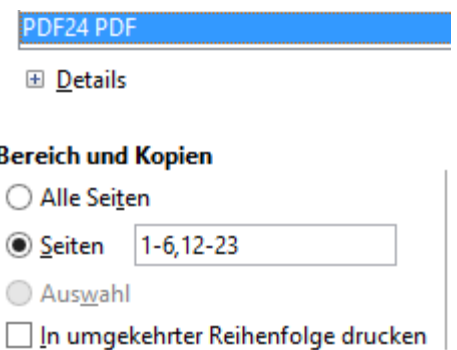 PDF24 PDF
Details
Bereich und Kopien
Alle Seiten
Seiten 1-6,12-23
Auswahl
In umgekehrter Reihenfolge drucken